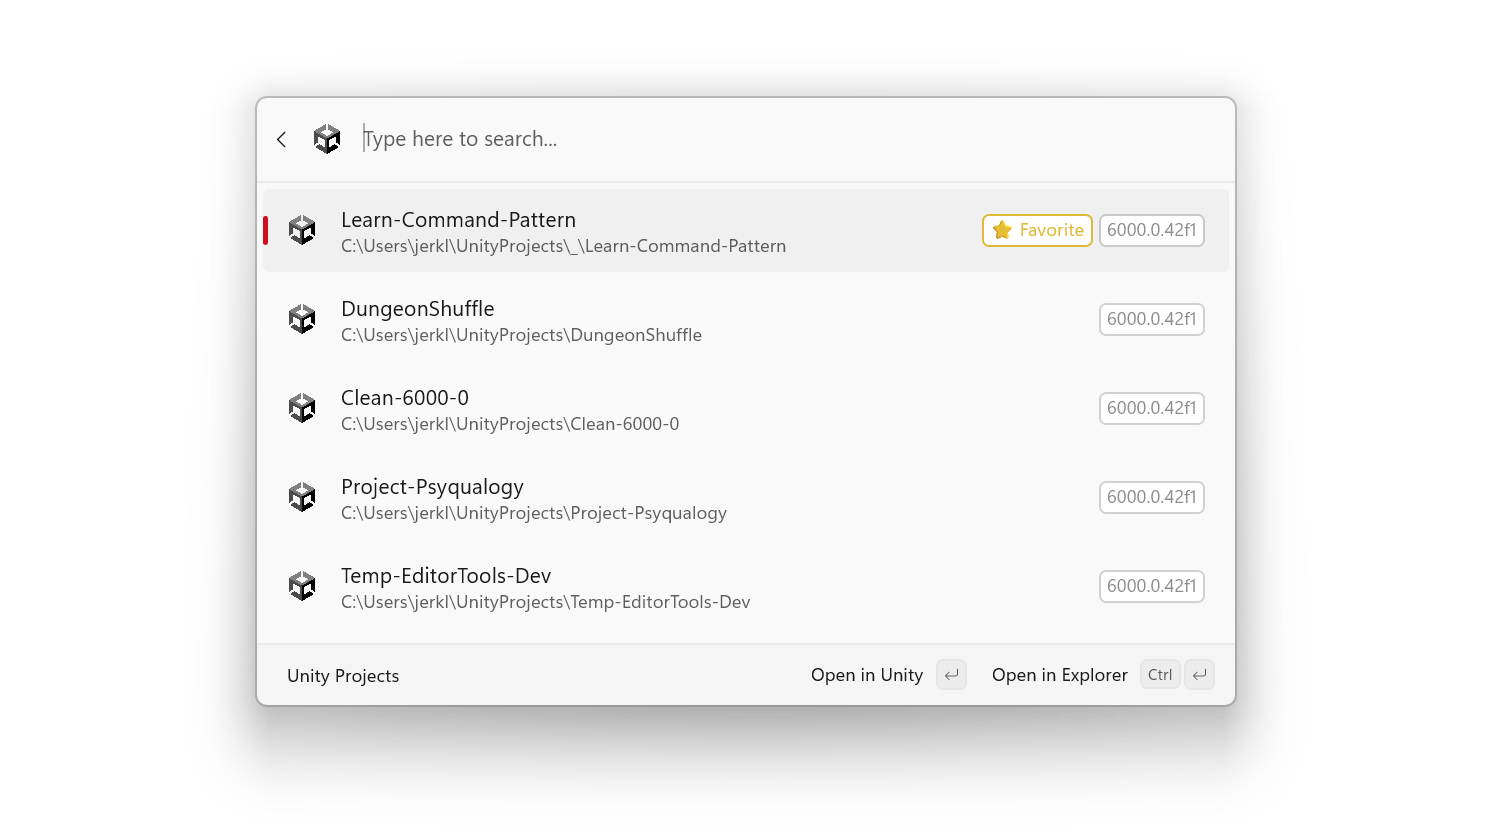 Type here to search...
Learn-Command-Pattern
C:\Users\jerkl\UnityProjects\_\Learn-Command-Pattern
Favorite
6000.0.42f1
DungeonShuffle
C:\Users\jerkl\UnityProjects\DungeonShuffle
6000.0.42f1
Clean-6000-0
C:\Users\jerkl\UnityProjects\Clean-6000-0
6000.0.42f1
Project-Psyqualogy
C:\Users\jerkl\UnityProjects\Project-Psyqualogy
6000.0.42f1
Temp-EditorTools-Dev
C:\Users\jerkl\UnityProjects\Temp-EditorTools-Dev
6000.0.42f1
Unity Projects
Open in Unity
Open in Explorer
Ctrl